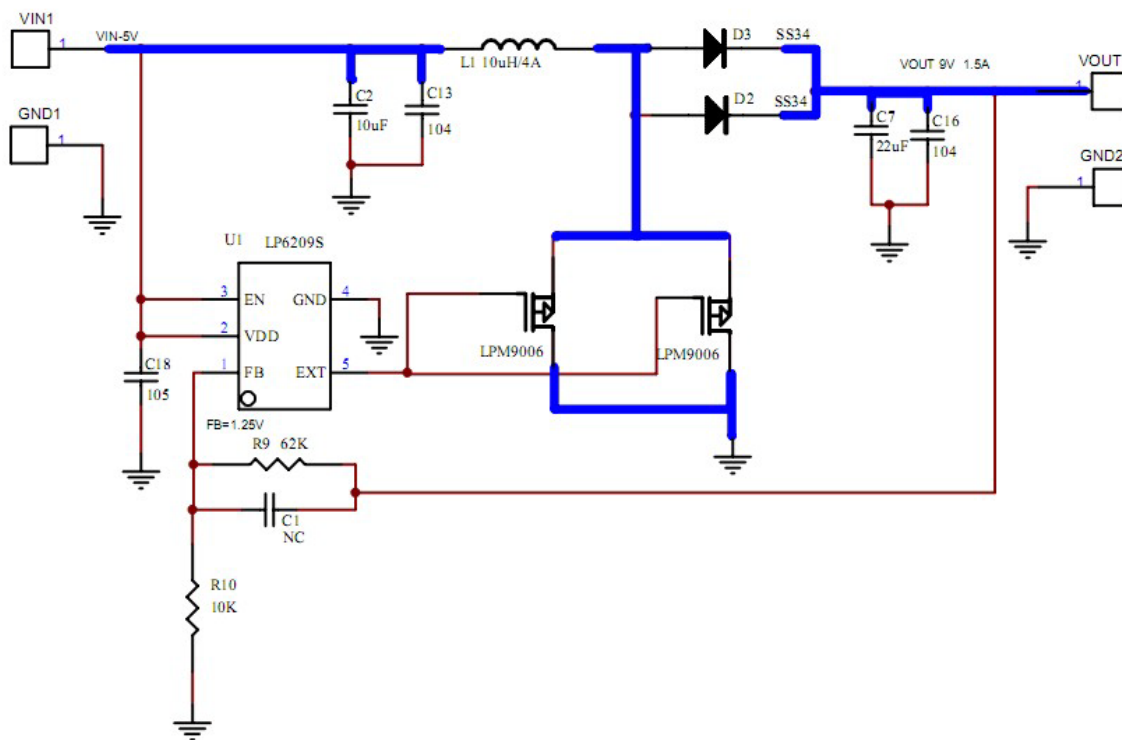 VIN1
1
VIN-5V
GND1
1
L1 10uH/4A
C2
10uF
C13
104
D3
SS34
D2
SS34
VOUT 9V 1.5A
VOUT
1
C7
22uF
C16
104
GND2
1
U1
LP6209S
3
EN
GND
4
2
VDD
1
FB
EXT
5
C18
105
FB=1.25V
LPM9006
LPM9006
R9 62K
C1
NC
R10
10K